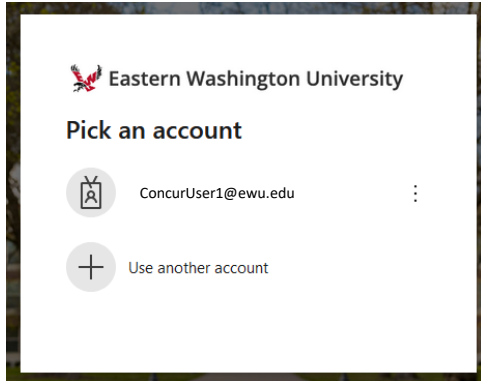 Eastern Washington University
Pick an account
ConcurUser1@ewu.edu
Use another account